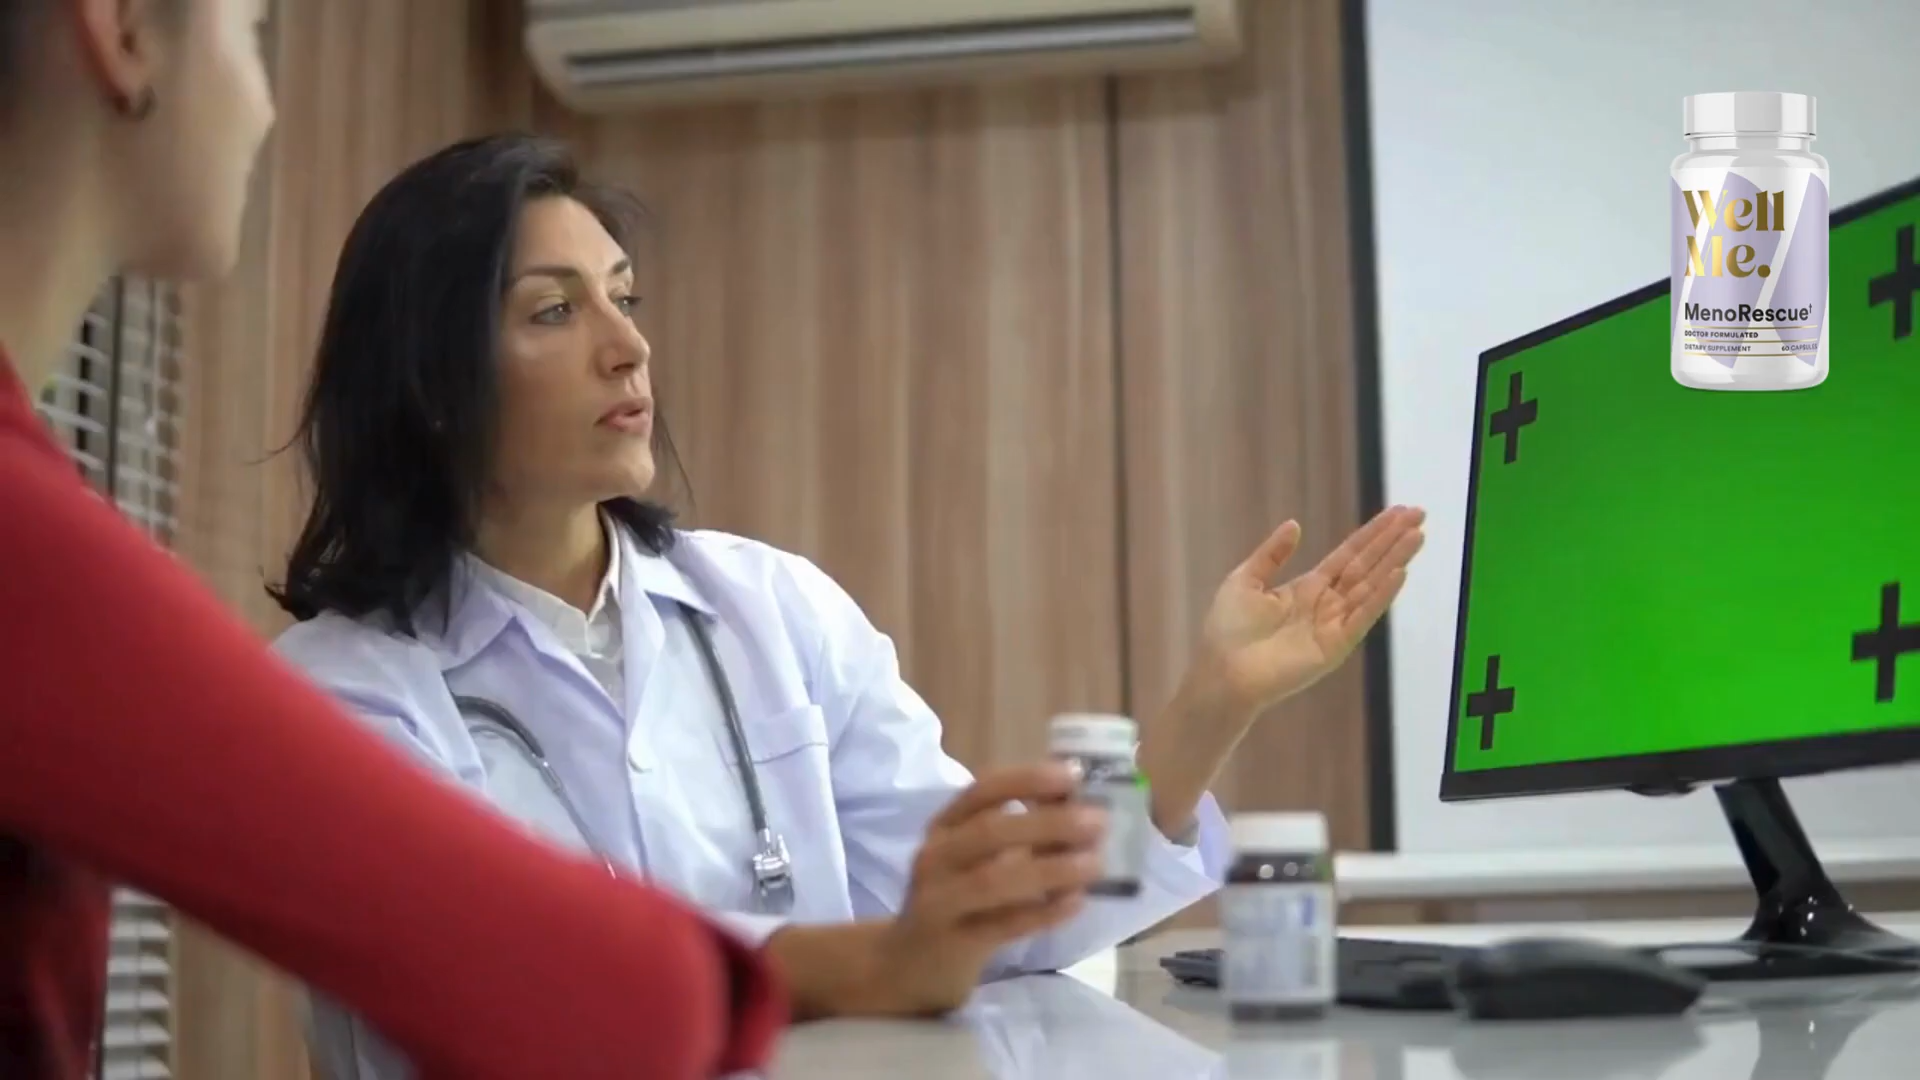 Well
Me.
MenoRescue†
DOCTOR FORMULATED
DIETARY SUPPLEMENT 60 CAPSULES